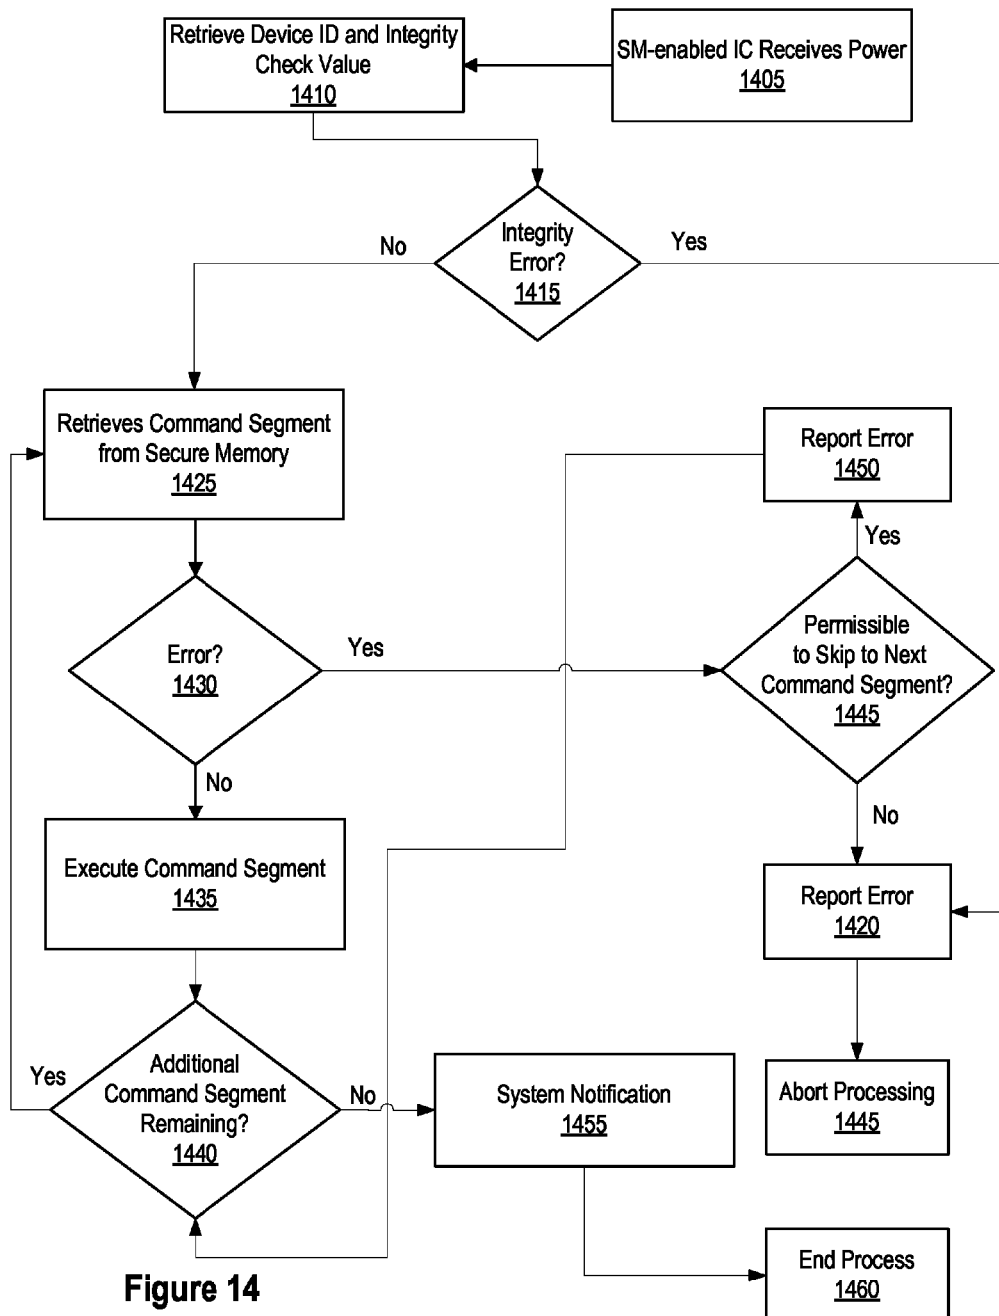 Retrieve Device ID and Integrity
Check Value
1410
SM-enabled IC Receives Power
1405
Integrity
Error?
1415
No
Yes
Retrieves Command Segment
from Secure Memory
1425
Report Error
1450
Yes
Error?
1430
Yes
Permissible
to Skip to Next
Command Segment?
1445
No
No
Execute Command Segment
1435
Report Error
1420
Yes
Additional
Command Segment
Remaining?
1440
No
System Notification
1455
Abort Processing
1445
End Process
1460
Figure 14